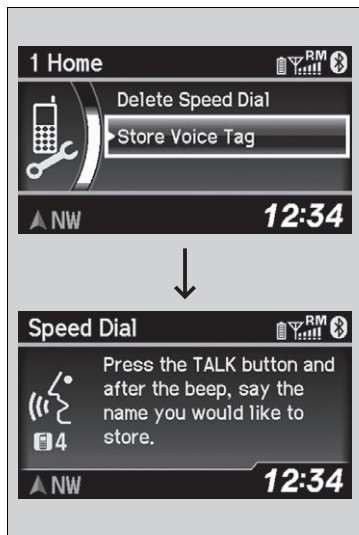 1 Home
RM
Delete Speed Dial
Store Voice Tag
NW
12:34
Speed Dial
RM
Press the TALK button and
after the beep, say the
name you would like to
store.
4
NW
12:34